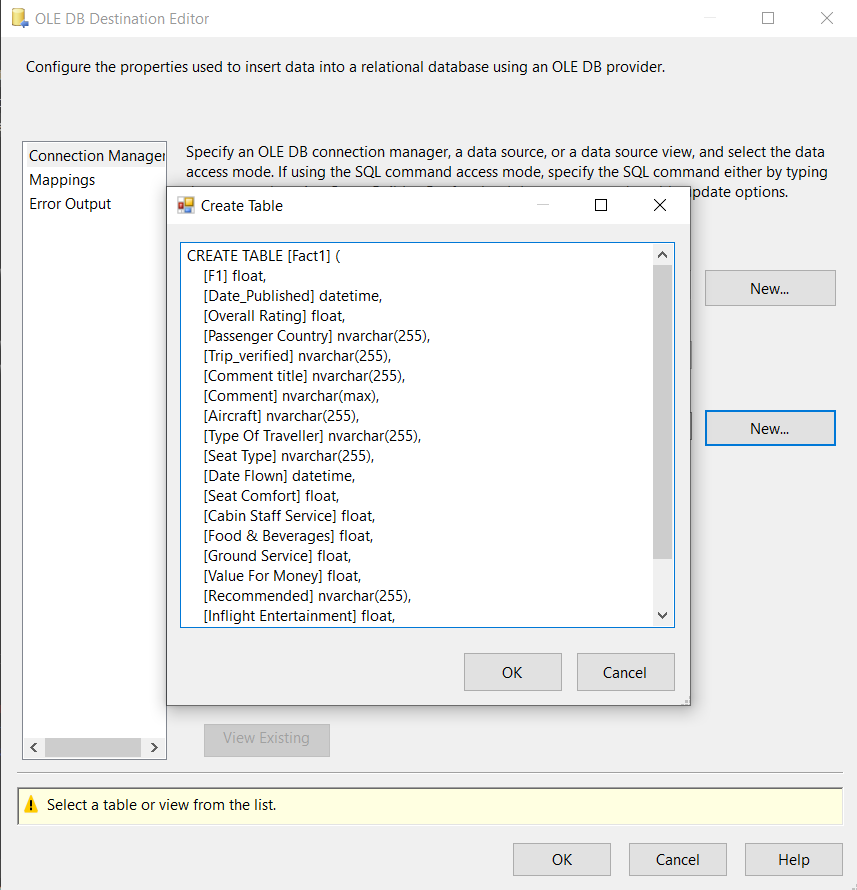 OLE DB Destination Editor
Configure the properties used to insert data into a relational database using an OLE DB provider.
Connection Manager
Mappings
Error Output
Specify an OLE DB connection manager, a data source, or a data source view, and select the data
access mode. If using the SQL command access mode, specify the SQL command either by typing
update options.
Create Table
CREATE TABLE [Fact1] (
[F1] float,
[Date_Published] datetime,
[Overall Rating] float,
[Passenger Country] nvarchar(255),
[Trip_verified] nvarchar(255),
[Comment title] nvarchar(255),
[Comment] nvarchar(max),
[Aircraft] nvarchar(255),
[Type Of Traveller] nvarchar(255),
[Seat Type] nvarchar(255),
[Date Flown] datetime,
[Seat Comfort] float,
[Cabin Staff Service] float,
[Food & Beverages] float,
[Ground Service] float,
[Value For Money] float,
[Recommended] nvarchar(255),
[Inflight Entertainment] float,
OK
Cancel
New...
New...
View Existing
Select a table or view from the list.
OK
Cancel
Help